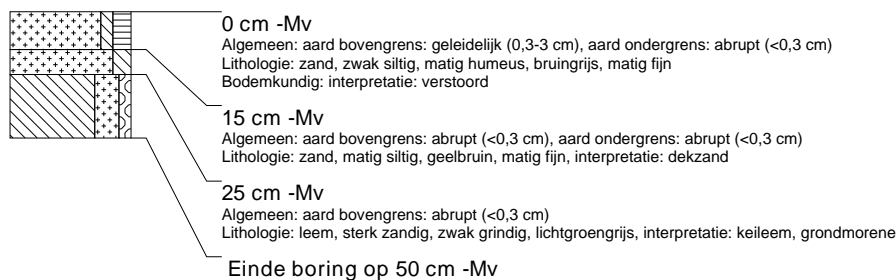 0 cm -Mv
Algemeen: aard bovengrens: geleidelijk (0,3-3 cm), aard ondergrens: abrupt (<0,3 cm)
Lithologie: zand, zwak siltig, matig humeus, bruingrijs, matig fijn
Bodemkundig: interpretatie: verstoord
15 cm -Mv
Algemeen: aard bovengrens: abrupt (<0,3 cm), aard ondergrens: abrupt (<0,3 cm)
Lithologie: zand, matig siltig, geelbruin, matig fijn, interpretatie: dekzand
25 cm -Mv
Algemeen: aard bovengrens: abrupt (<0,3 cm)
Lithologie: leem, sterk zandig, zwak grindig, lichtgroengrijs, interpretatie: keileem, grondmorene
Einde boring op 50 cm -Mv